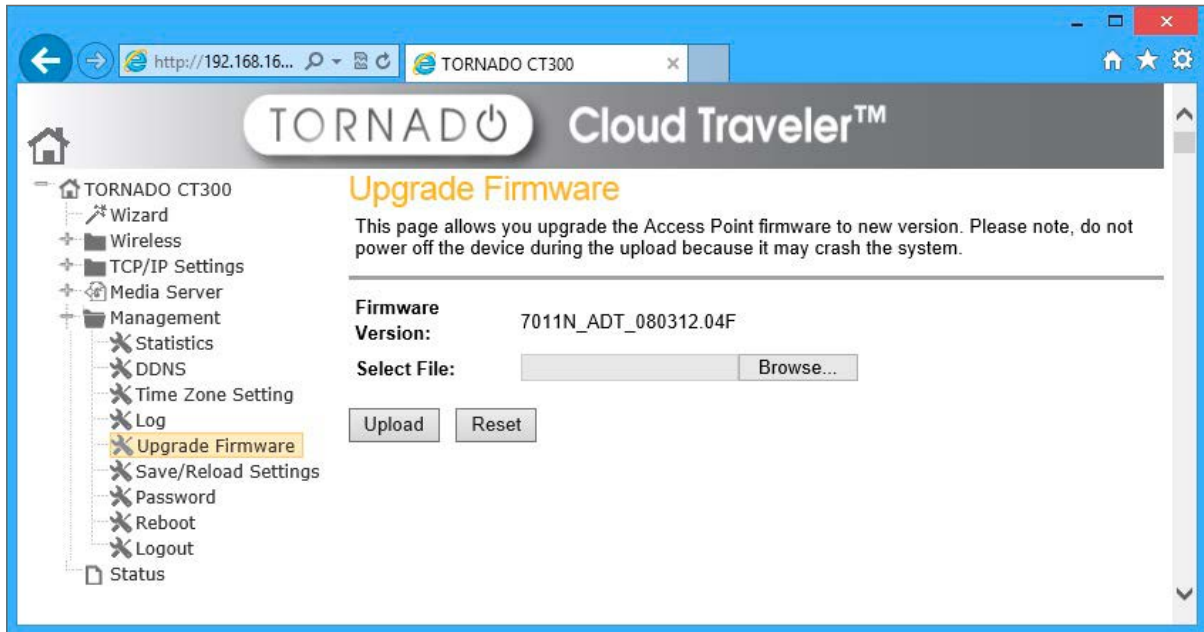 http://192.168.16...
TORNADO CT300
TORNADO Cloud Traveler™
TORNADO CT300
Wizard
Wireless
TCP/IP Settings
Media Server
Management
Statistics
DDNS
Time Zone Setting
Log
Upgrade Firmware
Save/Reload Settings
Password
Reboot
Logout
Status
Upgrade Firmware
This page allows you upgrade the Access Point firmware to new version. Please note, do not
power off the device during the upload because it may crash the system.
Firmware
Version:
7011N_ADT_080312.04F
Select File:
Browse...
Upload
Reset